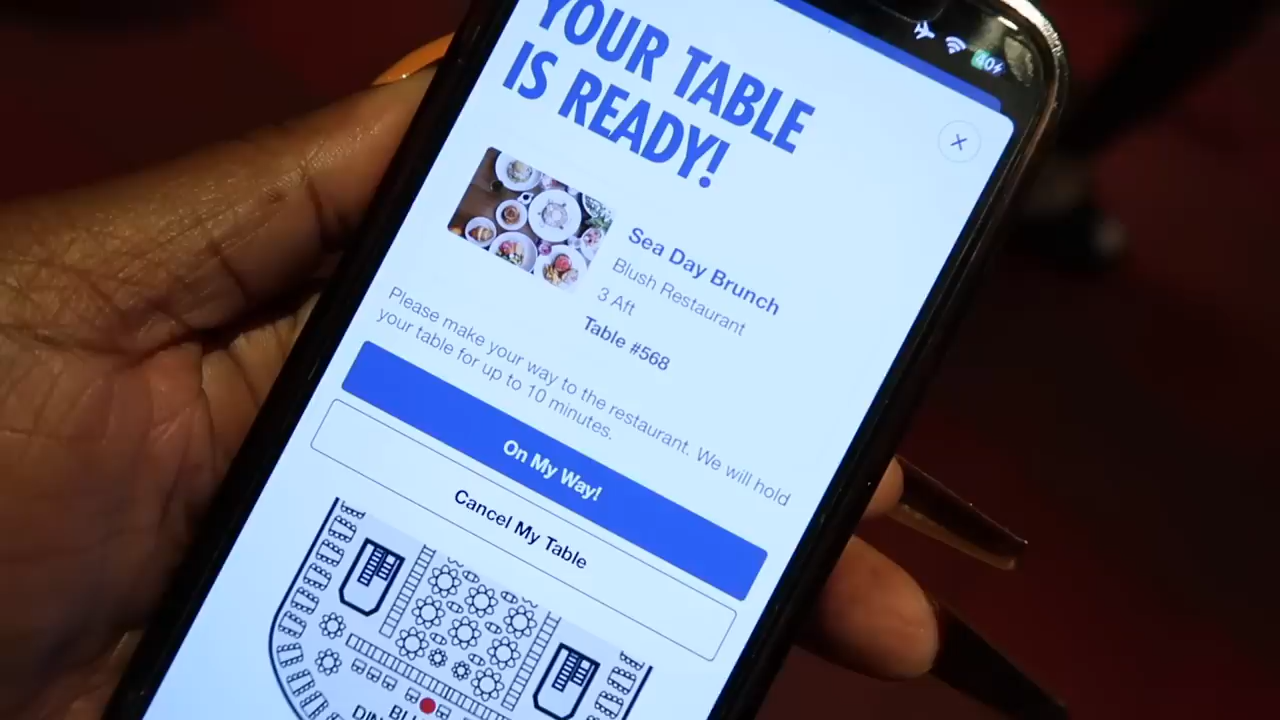 40
YOUR TABLE
IS READY!
Sea Day Brunch
Blush Restaurant
3 Aft
Table #568
Please make your way to the restaurant. We will hold
your table for up to 10 minutes.
On My Way!
Cancel My Table